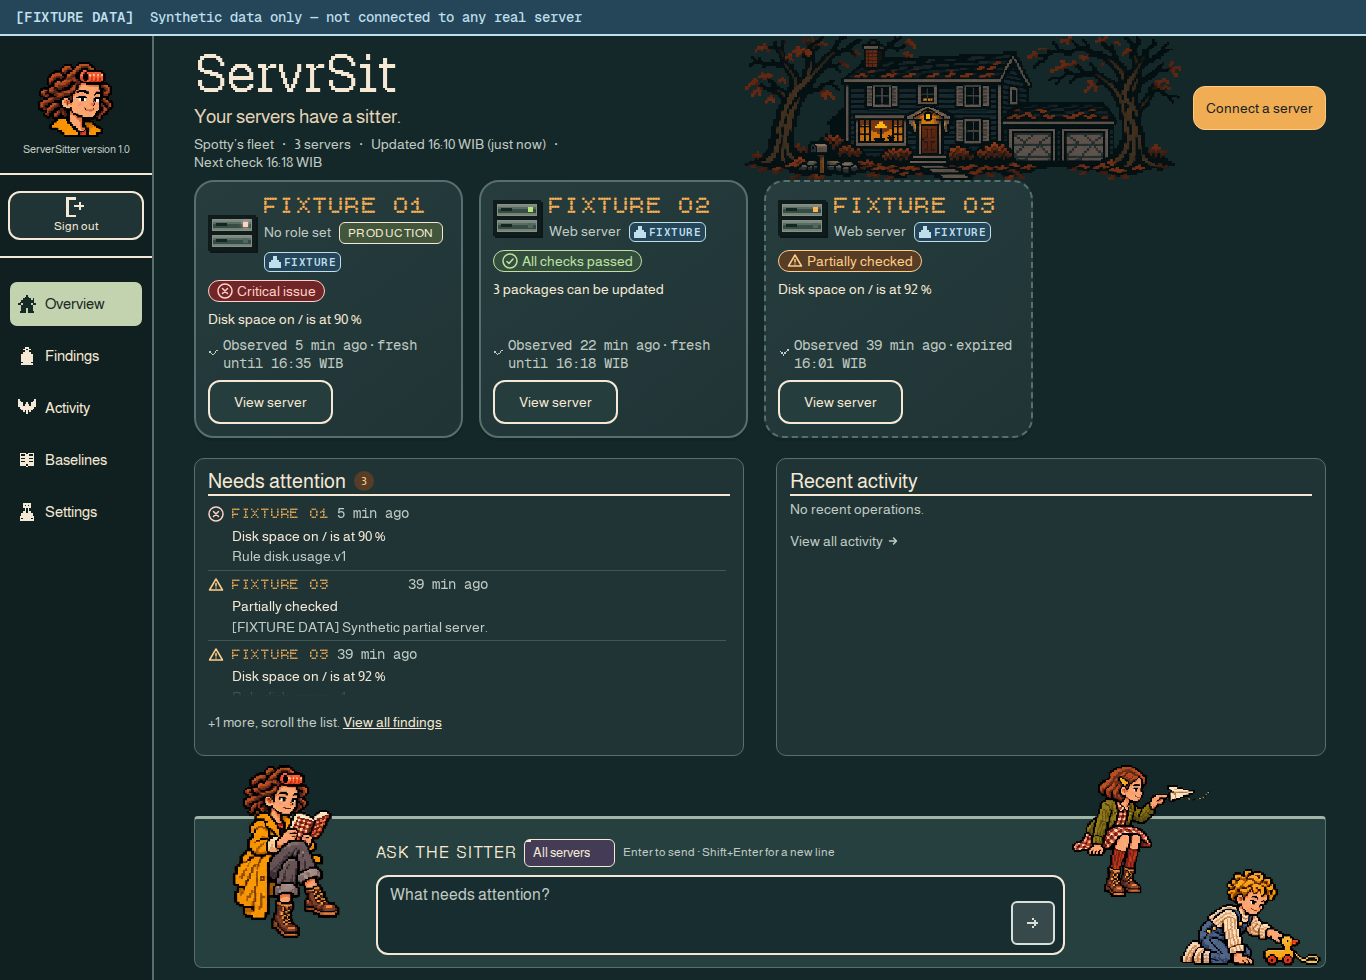 [FIXTURE DATA] Synthetic data only — not connected to any real server
ServerSitter version 1.0
Sign out
Overview
Findings
Activity
Baselines
Settings
ServrSit
Your servers have a sitter.
Spotty's fleet · 3 servers · Updated 16:10 WIB (just now) ·
Next check 16:18 WIB
Connect a server
FIXTURE 01
No role set PRODUCTION
FIXTURE
Critical issue
Disk space on / is at 90 %
Observed 5 min ago · fresh
until 16:35 WIB
View server
FIXTURE 02
Web server FIXTURE
All checks passed
3 packages can be updated
Observed 22 min ago · fresh
until 16:18 WIB
View server
FIXTURE 03
Web server FIXTURE
Partially checked
Disk space on / is at 92 %
Observed 39 min ago · expired
16:01 WIB
View server
Needs attention 3
FIXTURE 01 5 min ago
Disk space on / is at 90 %
Rule disk.usage.v1
FIXTURE 03 39 min ago
Partially checked
[FIXTURE DATA] Synthetic partial server.
FIXTURE 03 39 min ago
Disk space on / is at 92 %
+1 more, scroll the list. View all findings
Recent activity
No recent operations.
View all activity →
ASK THE SITTER All servers Enter to send · Shift+Enter for a new line
What needs attention?